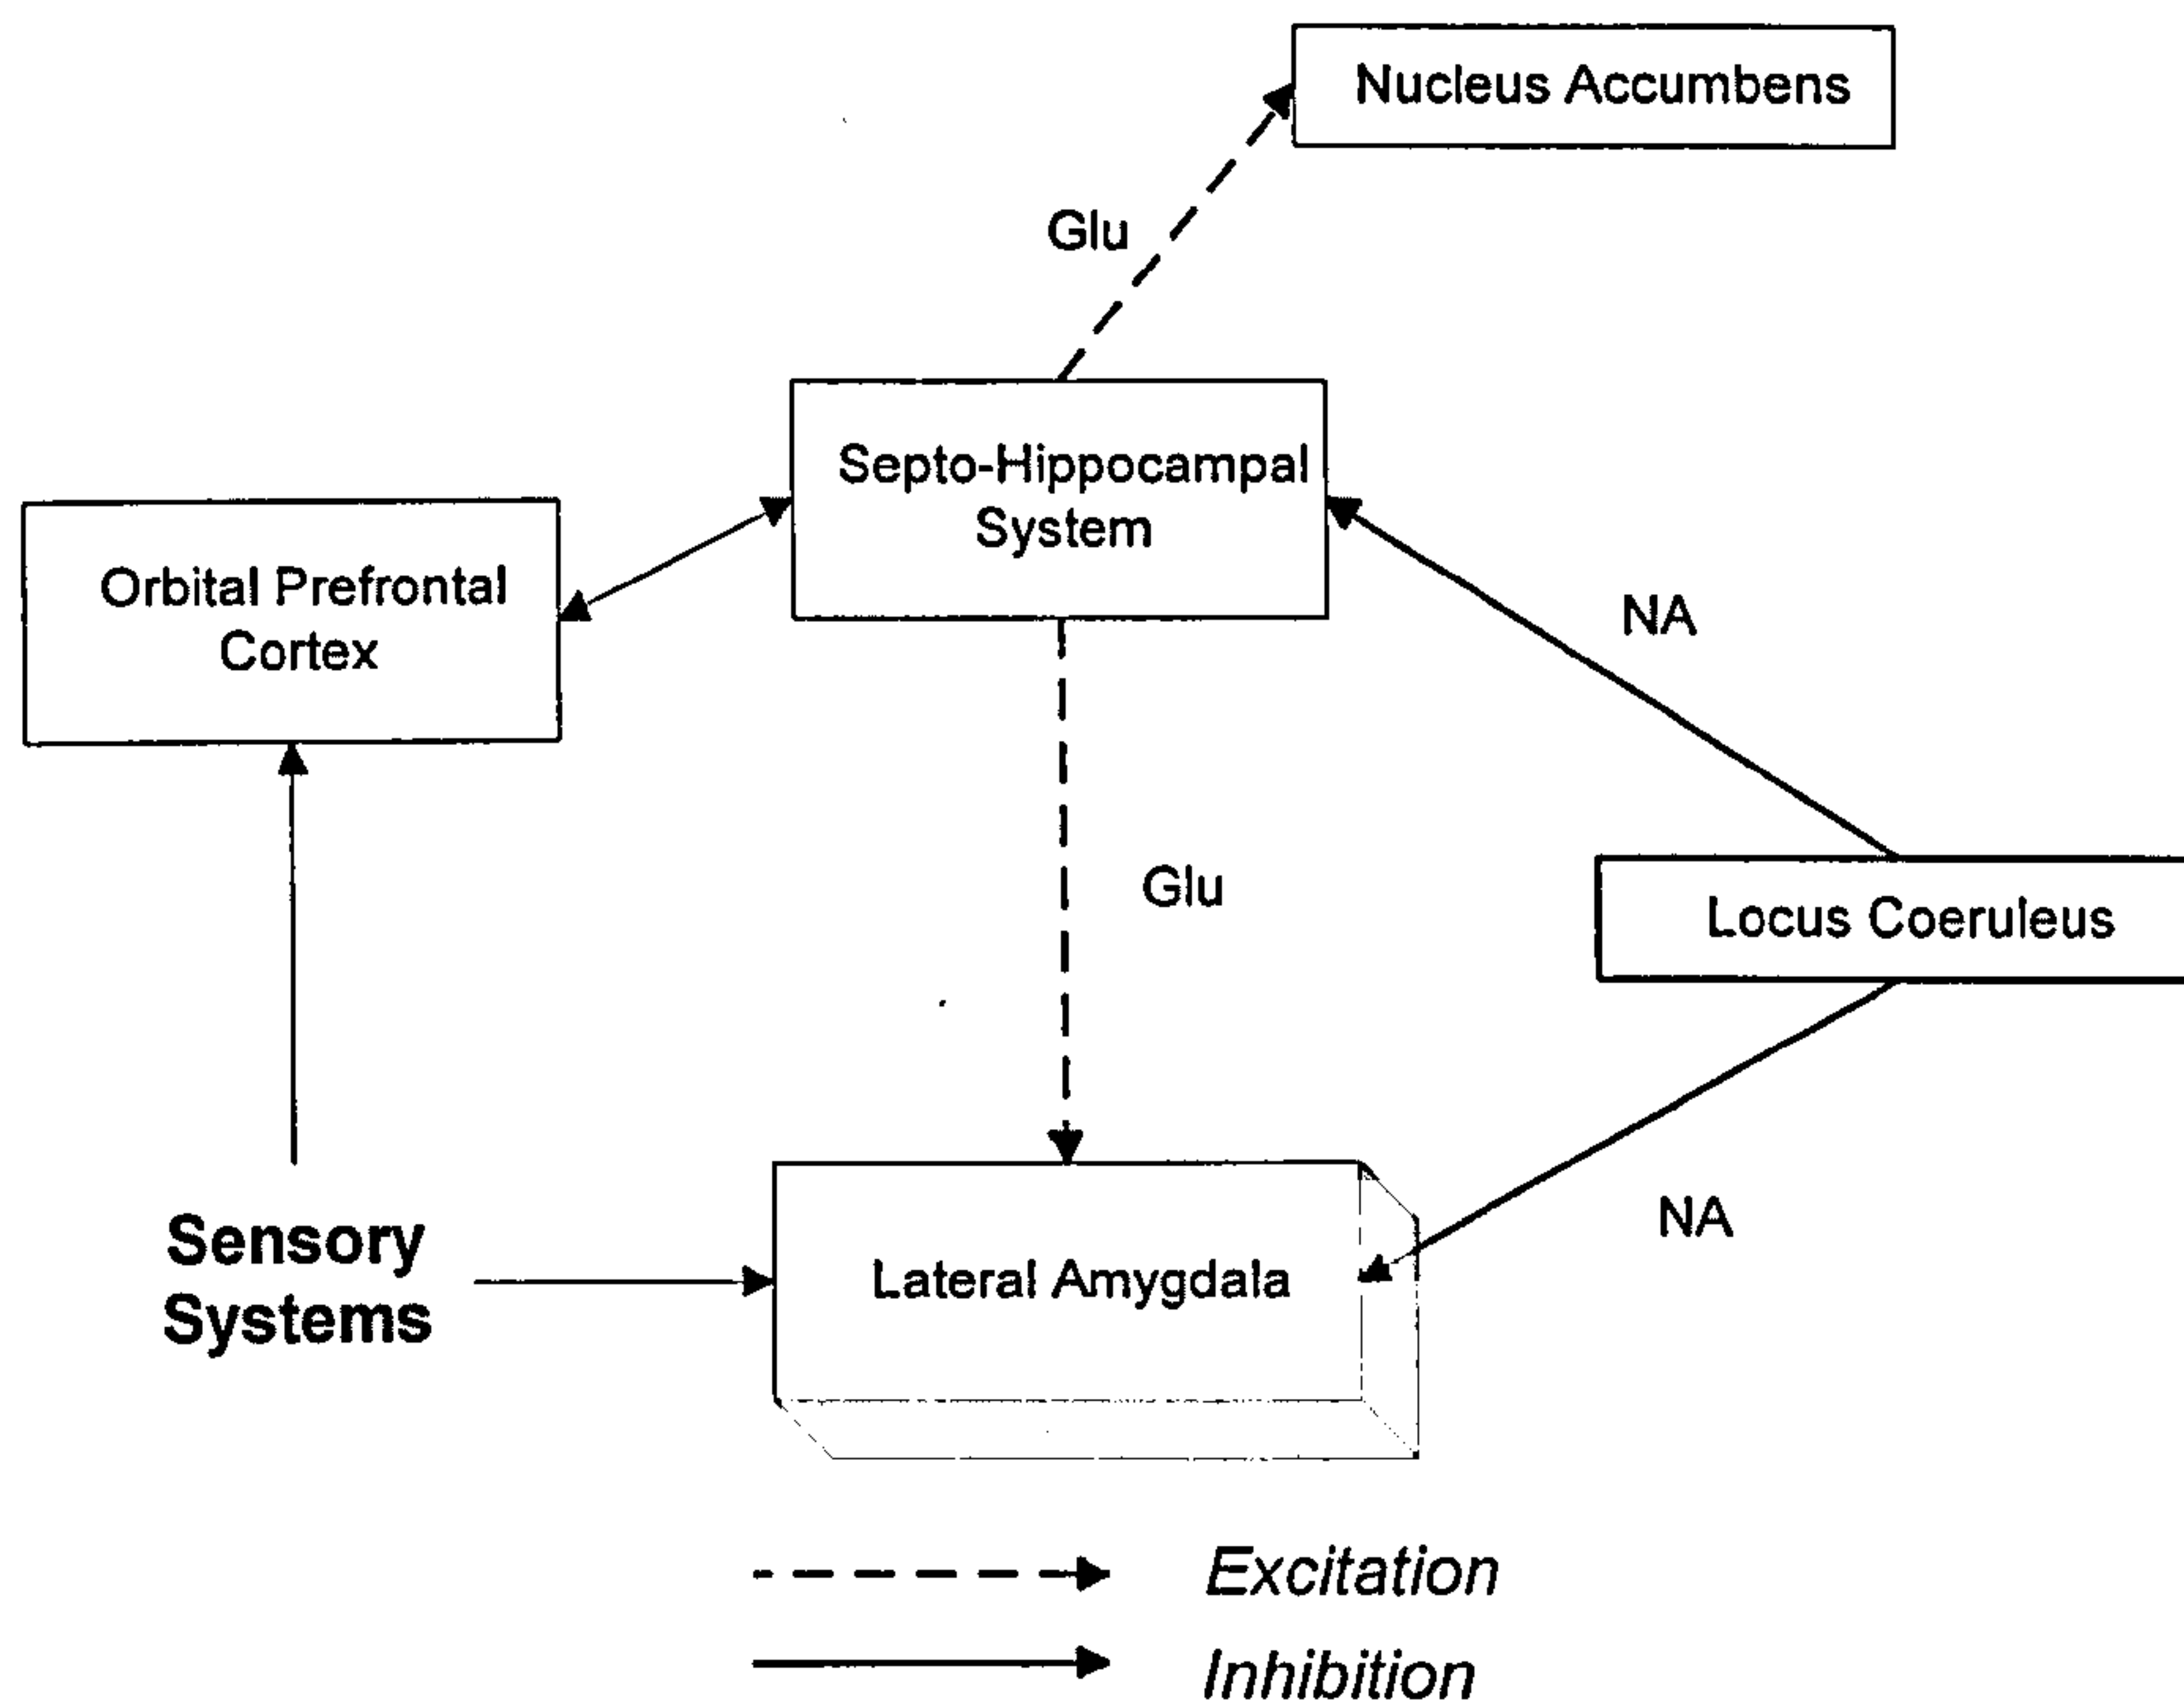 Nucleus Accumbens
Glu
Septo-Hippocampal
System
Orbital Prefrontal
Cortex
NA
Glu
Locus Coeruleus
Sensory
Systems
Lateral Amygdala
NA
Excitation
Inhibition